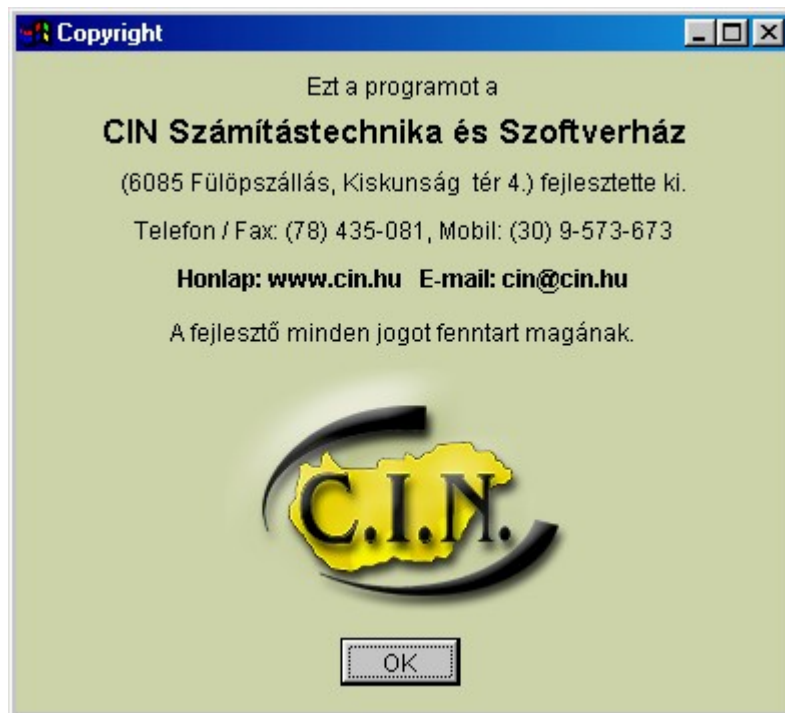 Copyright
Ezt a programot a
CIN Számítástechnika és Szoftverház
(6085 Fülöpszállás, Kiskunság tér 4.) fejlesztette ki.
Telefon / Fax: (78) 435-081, Mobil: (30) 9-573-673
Honlap: www.cin.hu E-mail: cin@cin.hu
A fejlesztő minden jogot fenntart magának.
C.I.N.
OK